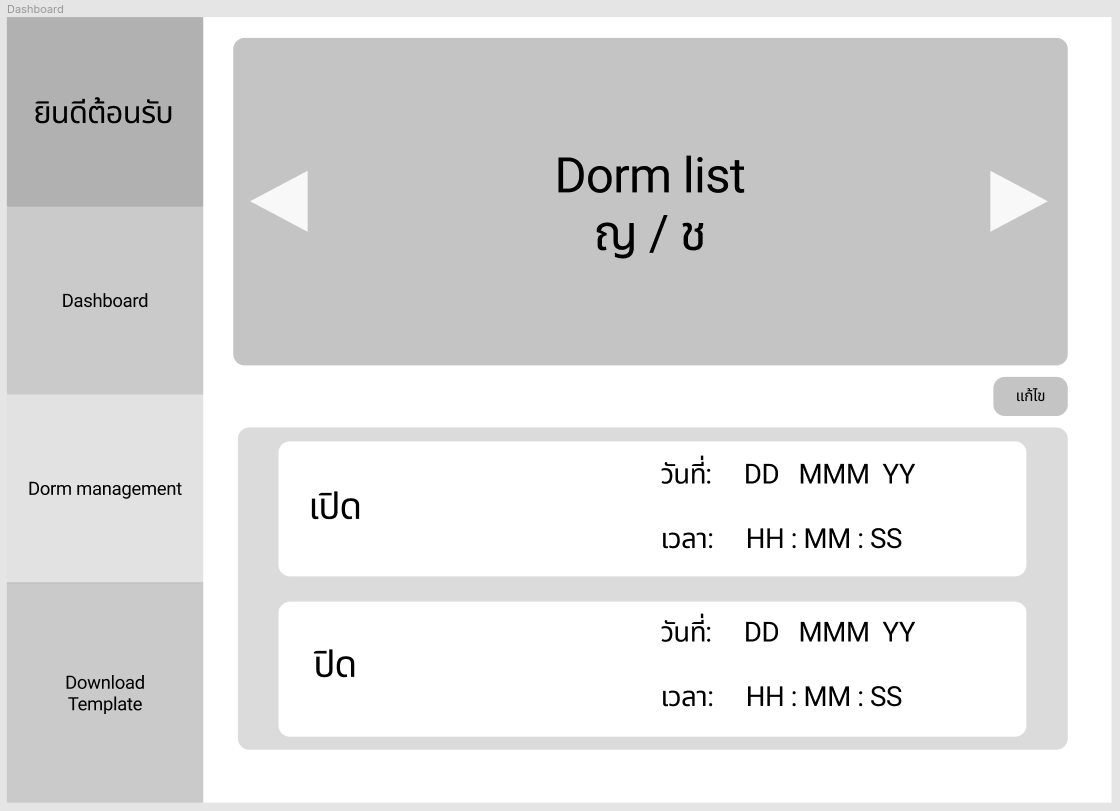 Dashboard
ยินดีต้อนรับ
Dashboard
Dorm management
Download
Template
Dorm list
ญ / ช
แก้ไข
เปิด
วันที่: DD MMM YY
เวลา: HH : MM : SS
ปิด
วันที่: DD MMM YY
เวลา: HH : MM : SS